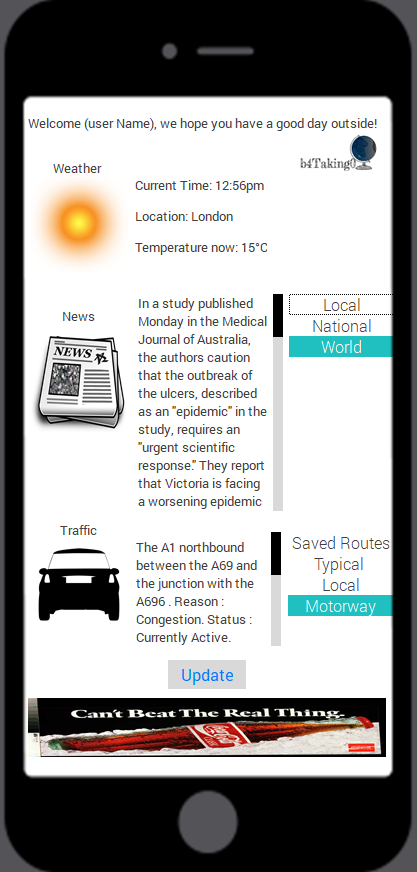 Welcome (user Name), we hope you have a good day outside!
b4TakingO
Weather
Current Time: 12:56pm
Location: London
Temperature now: 15°C
News
NEWS
In a study published
Monday in the Medical
Journal of Australia,
the authors caution
that the outbreak of
the ulcers, described
as an "epidemic" in the
study, requires an
"urgent scientific
response." They report
that Victoria is facing
a worsening epidemic
Local
National
World
Traffic
The A1 northbound
between the A69 and
the junction with the
A696 . Reason :
Congestion. Status :
Currently Active.
Saved Routes
Typical
Local
Motorway
Update
Can't Beat The Real Thing.